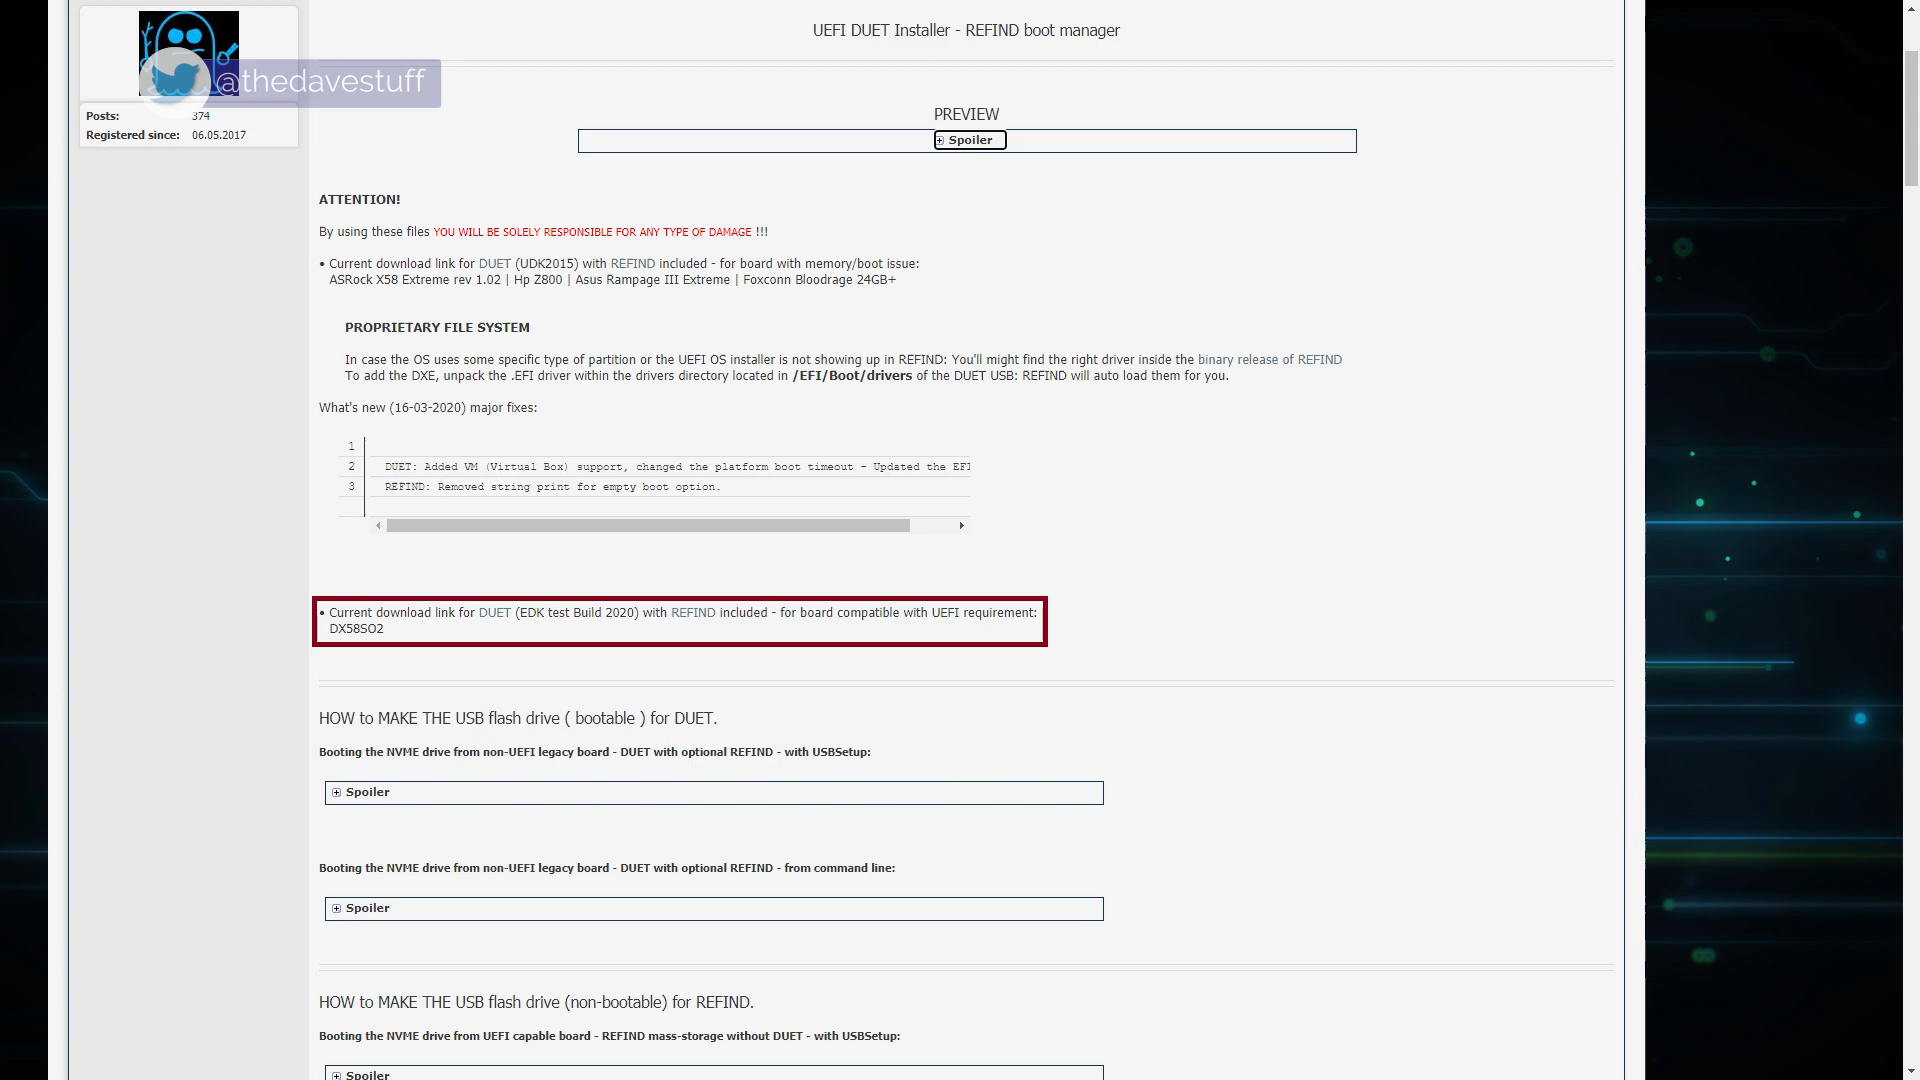 UEFI DUET Installer - REFIND boot manager
@thedavestuff
Posts: 374
Registered since: 06.05.2017
PREVIEW
Spoiler
ATTENTION!
By using these files YOU WILL BE SOLELY RESPONSIBLE FOR ANY TYPE OF DAMAGE !!!
• Current download link for DUET (UDK2015) with REFIND included - for board with memory/boot issue:
ASRock X58 Extreme rev 1.02 | Hp Z800 | Asus Rampage III Extreme | Foxconn Bloodrage 24GB+
PROPRIETARY FILE SYSTEM
In case the OS uses some specific type of partition or the UEFI OS installer is not showing up in REFIND: You'll might find the right driver inside the binary release of REFIND
To add the DXE, unpack the .EFI driver within the drivers directory located in /EFI/Boot/drivers of the DUET USB: REFIND will auto load them for you.
What's new (16-03-2020) major fixes:
1
2 DUET: Added VM (Virtual Box) support, changed the platform boot timeout - Updated the EFI
3 REFIND: Removed string print for empty boot option.
• Current download link for DUET (EDK test Build 2020) with REFIND included - for board compatible with UEFI requirement:
DX58SO2
HOW to MAKE THE USB flash drive ( bootable ) for DUET.
Booting the NVME drive from non-UEFI legacy board - DUET with optional REFIND - with USBSetup:
Spoiler
Booting the NVME drive from non-UEFI legacy board - DUET with optional REFIND - from command line:
Spoiler
HOW to MAKE THE USB flash drive (non-bootable) for REFIND.
Booting the NVME drive from UEFI capable board - REFIND mass-storage without DUET - with USBSetup:
Spoiler